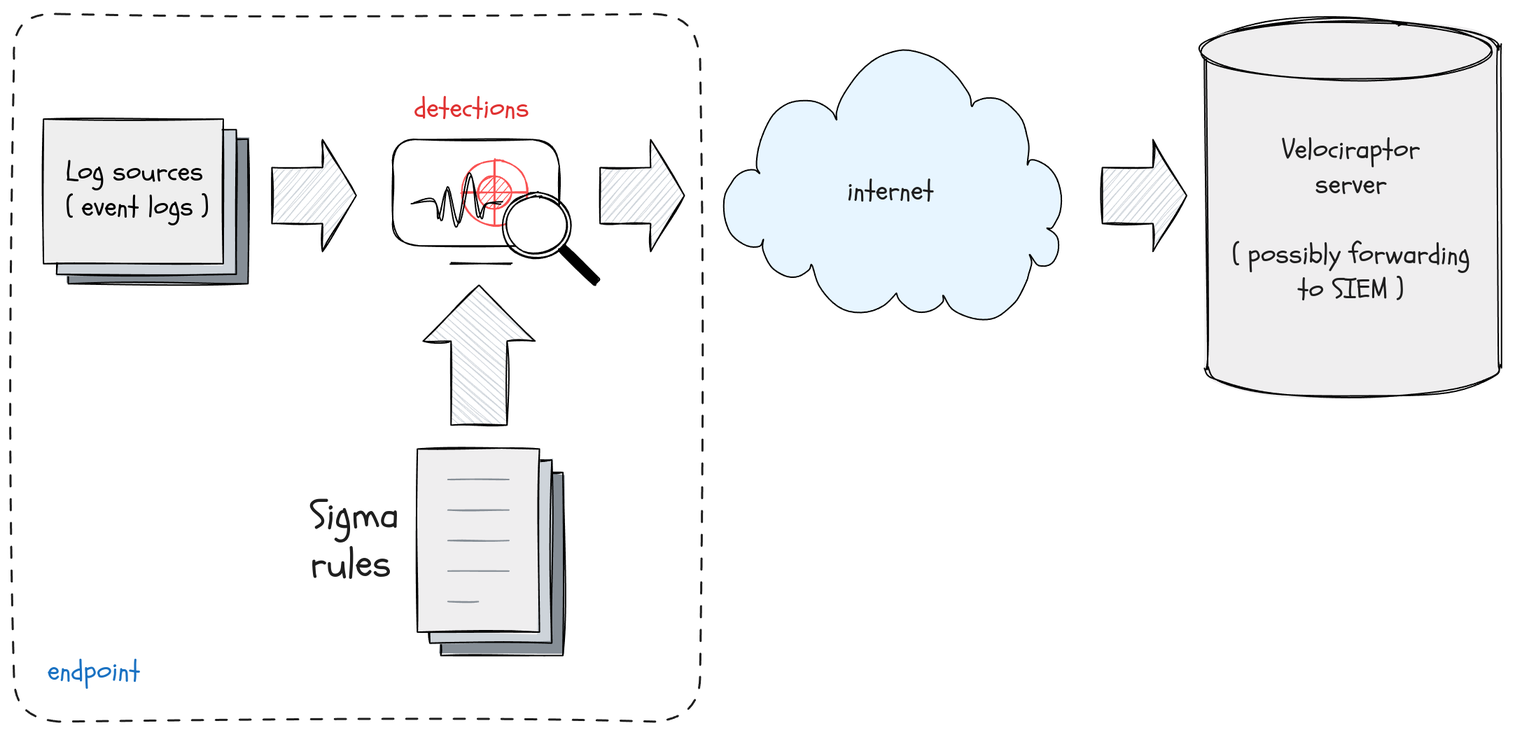 detections
Log sources
( event logs )
internet
Velociraptor
server
( possibly forwarding
to SIEM )
Sigma
rules
endpoint